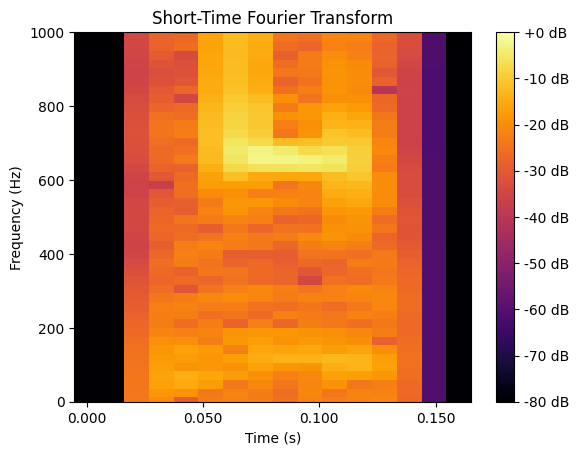 Short-Time Fourier Transform
1000
800
600
400
200
0
Frequency (Hz)
0.000
0.050
0.100
0.150
Time (s)
+0 dB
-10 dB
-20 dB
-30 dB
-40 dB
-50 dB
-60 dB
-70 dB
-80 dB